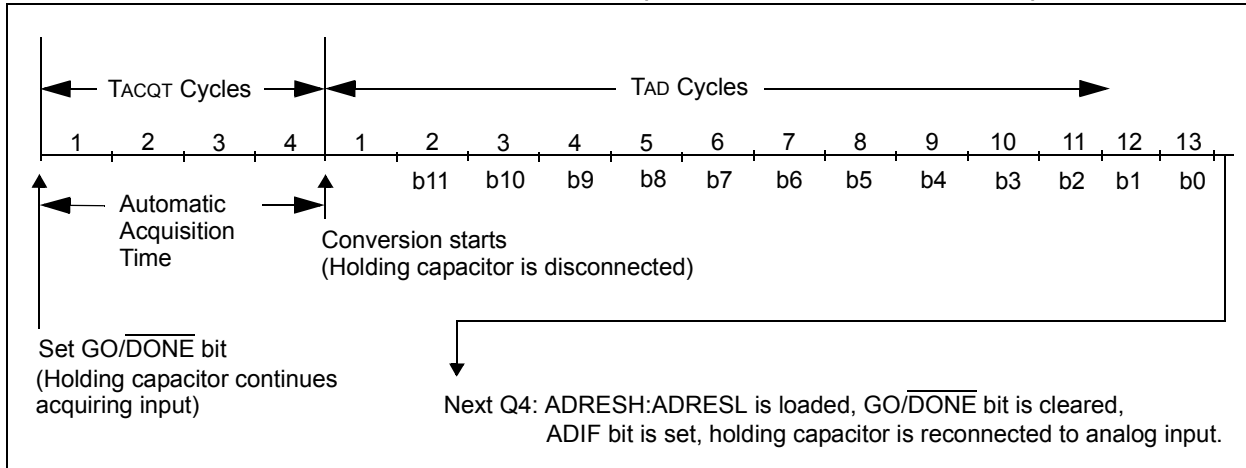 TACQT Cycles TAD Cycles
1 2 3 4 1 2 3 4 5 6 7 8 9 10 11 12 13
b11 b10 b9 b8 b7 b6 b5 b4 b3 b2 b1 b0
Automatic
Acquisition
Time
Conversion starts
(Holding capacitor is disconnected)
Set GO/DONE bit
(Holding capacitor continues
acquiring input)
Next Q4: ADRESH:ADRESL is loaded, GO/DONE bit is cleared,
ADIF bit is set, holding capacitor is reconnected to analog input.